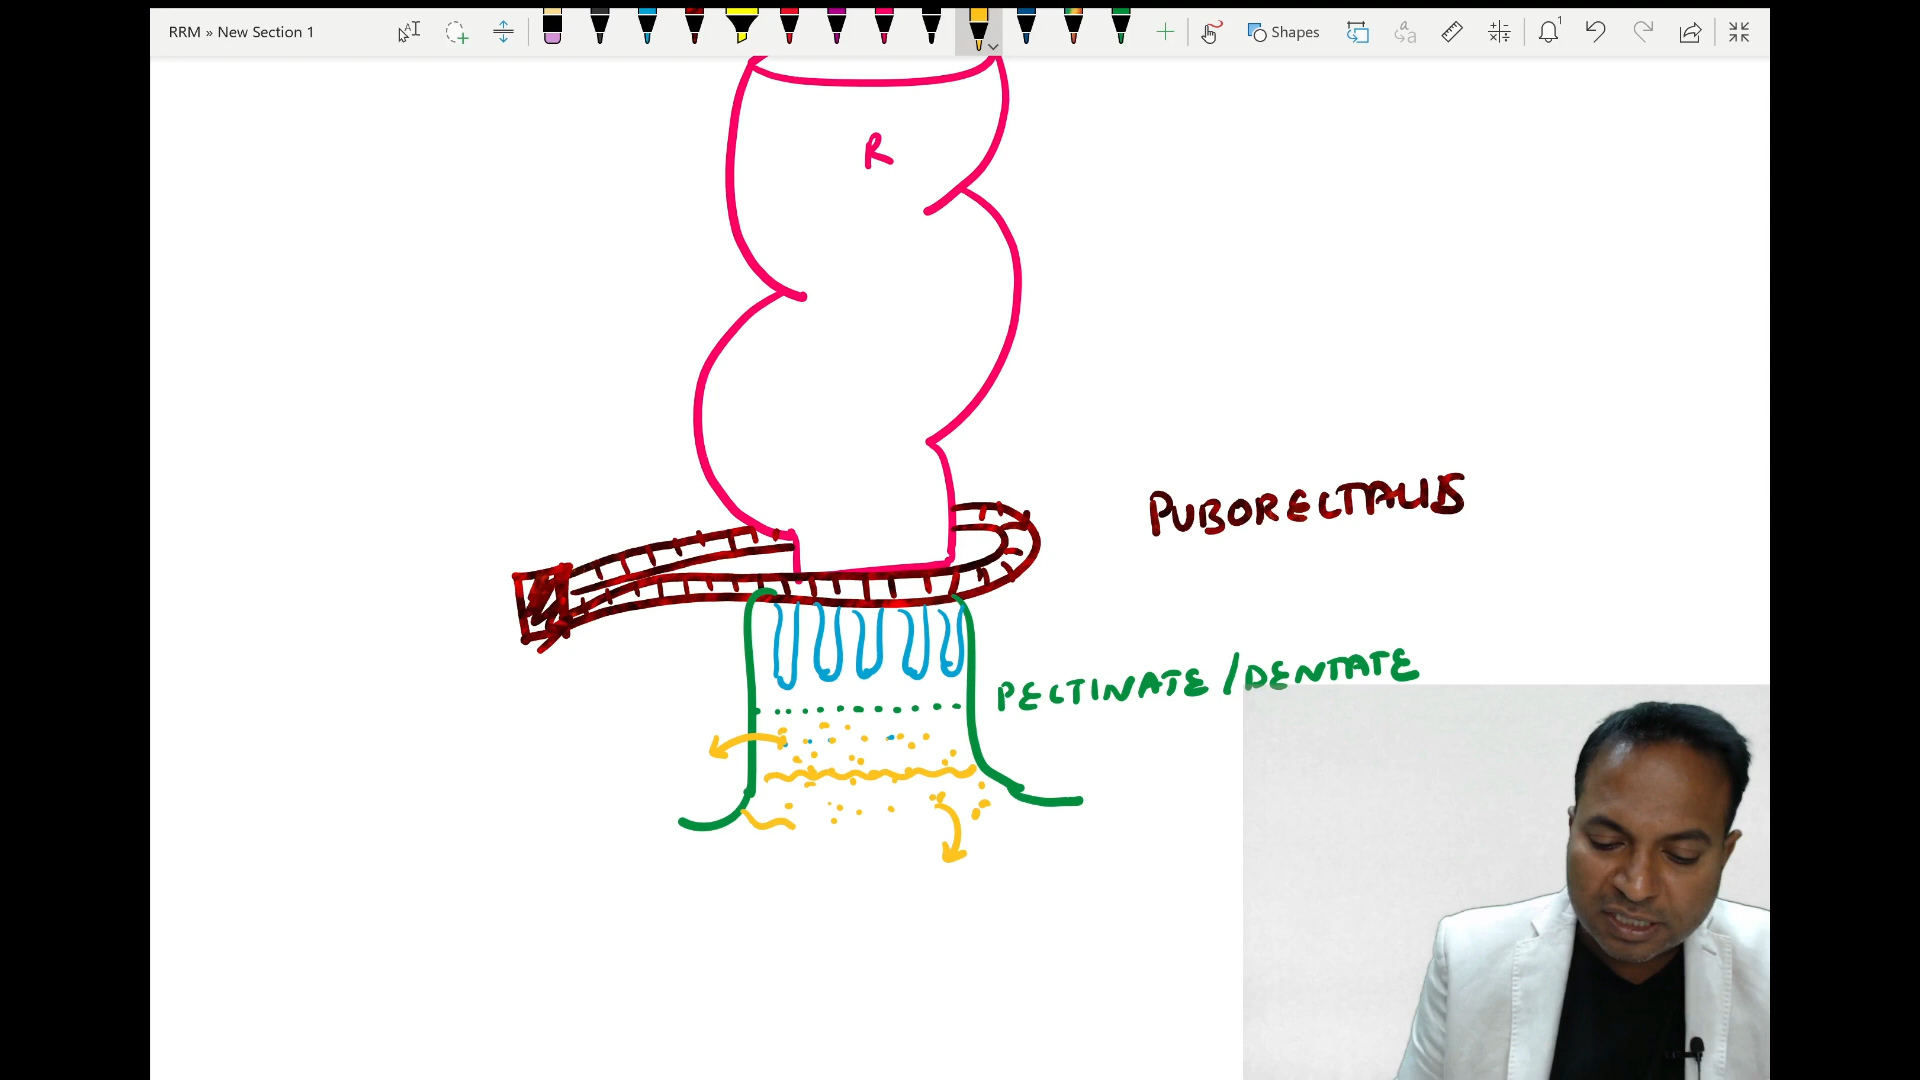 RRM » New Section 1
Shapes
R
PUBORECTALIS
PECTINATE / DENTATE